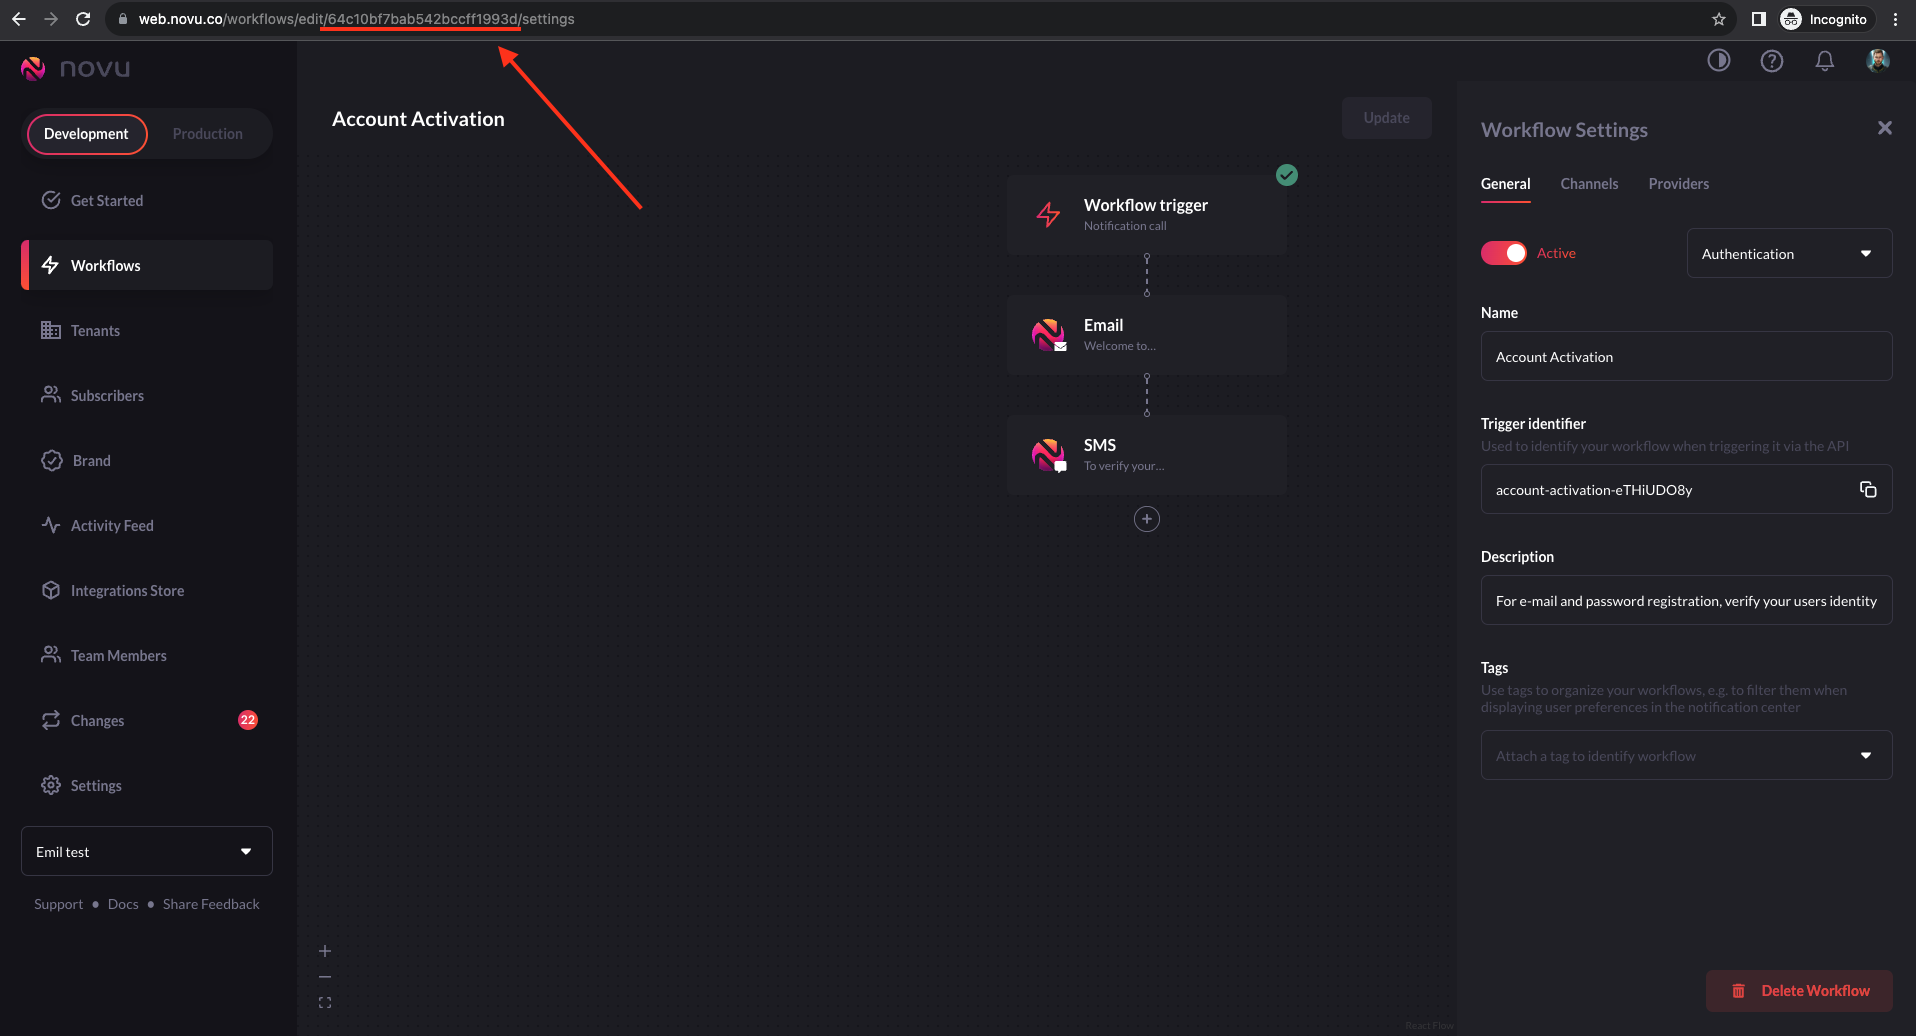 web.novu.co/workflows/edit/64c10bf7bab542bccff1993d/settings
Incognito
novu
Development
Production
Get Started
Workflows
Tenants
Subscribers
Brand
Activity Feed
Integrations Store
Team Members
Changes
22
Settings
Emil test
Support • Docs • Share Feedback
Account Activation
Update
Workflow trigger
Notification call
Email
Welcome to...
SMS
To verify your...
React Flow
Workflow Settings
General
Channels
Providers
Active
Authentication
Name
Account Activation
Trigger identifier
Used to identify your workflow when triggering it via the API
account-activation-eTHiUDO8y
Description
For e-mail and password registration, verify your users identity
Tags
Use tags to organize your workflows, e.g. to filter them when
displaying user preferences in the notification center
Attach a tag to identify workflow
Delete Workflow